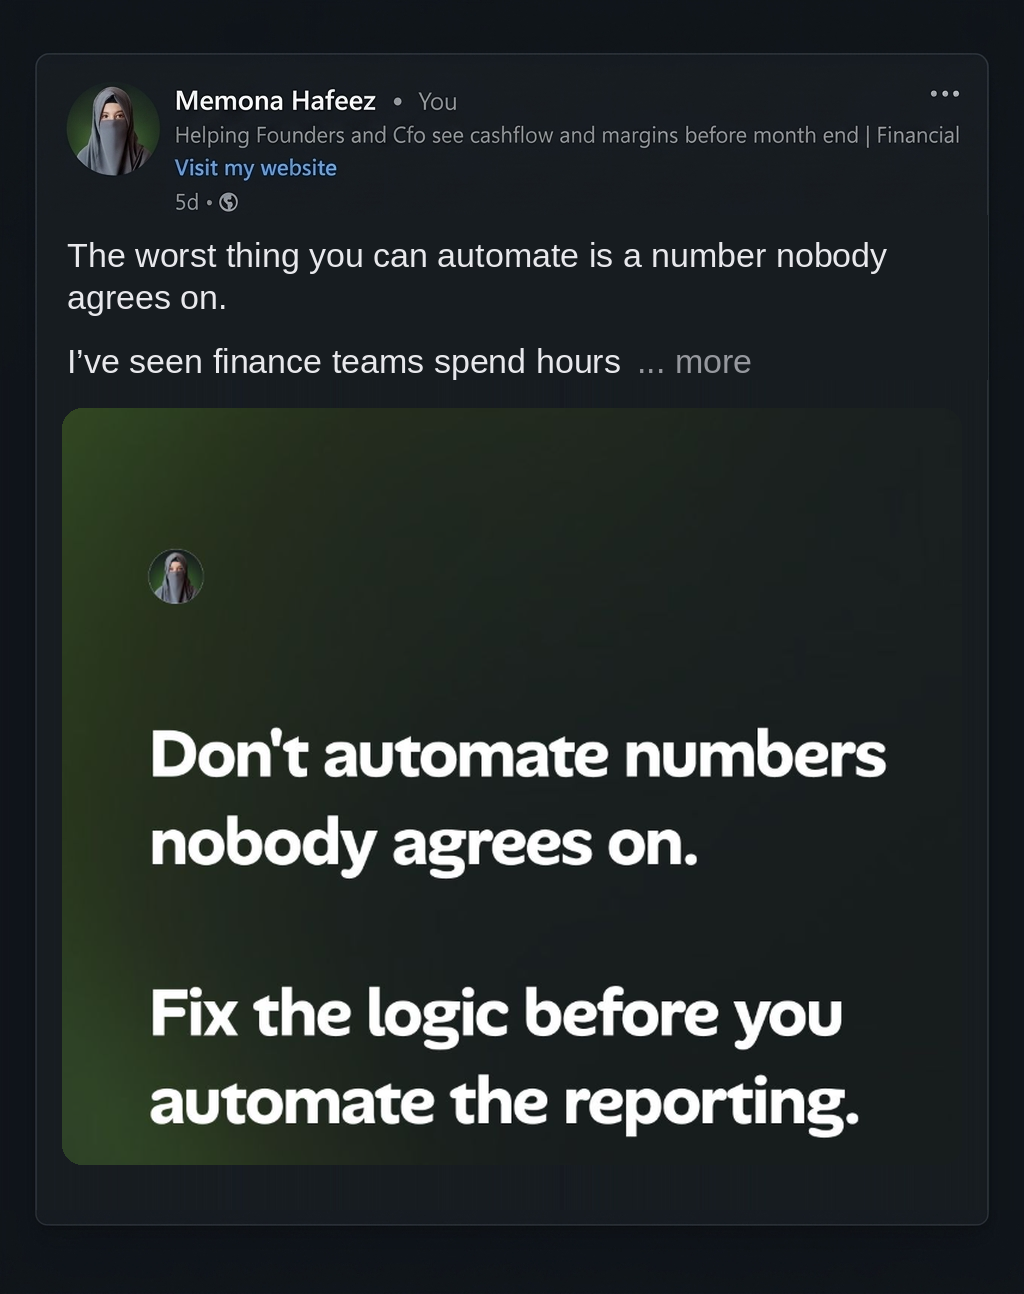 Memona Hafeez • You
Helping Founders and Cfo see cashflow and margins before month end | Financial
Visit my website
5d •
The worst thing you can automate is a number nobody
agrees on.
I’ve seen finance teams spend hours ... more
Don't automate numbers
nobody agrees on.
Fix the logic before you
automate the reporting.